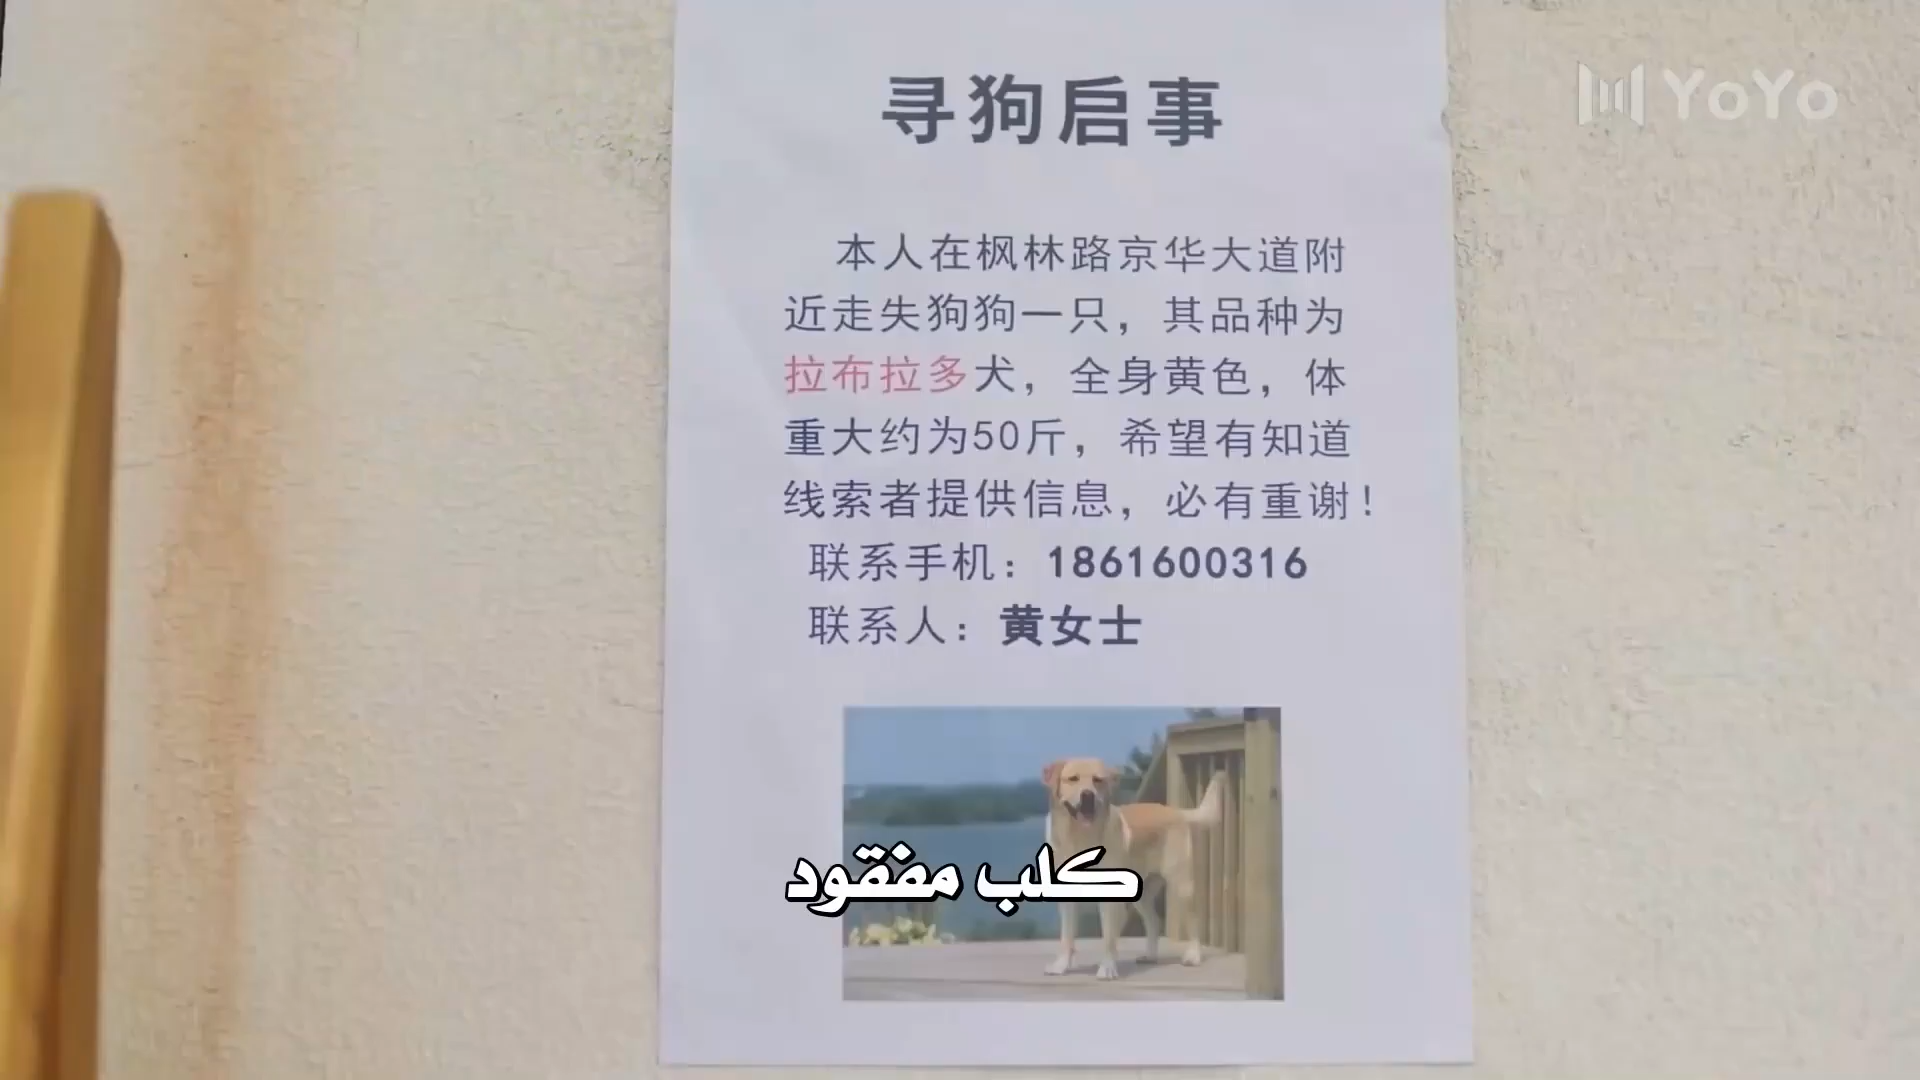 YoYo
寻狗启事
本人在枫林路京华大道附
近走失狗狗一只，其品种为
拉布拉多犬，全身黄色，体
重大约为50斤，希望有知道
线索者提供信息，必有重谢！
联系手机：1861600316
联系人：黄女士
كلب مفقود